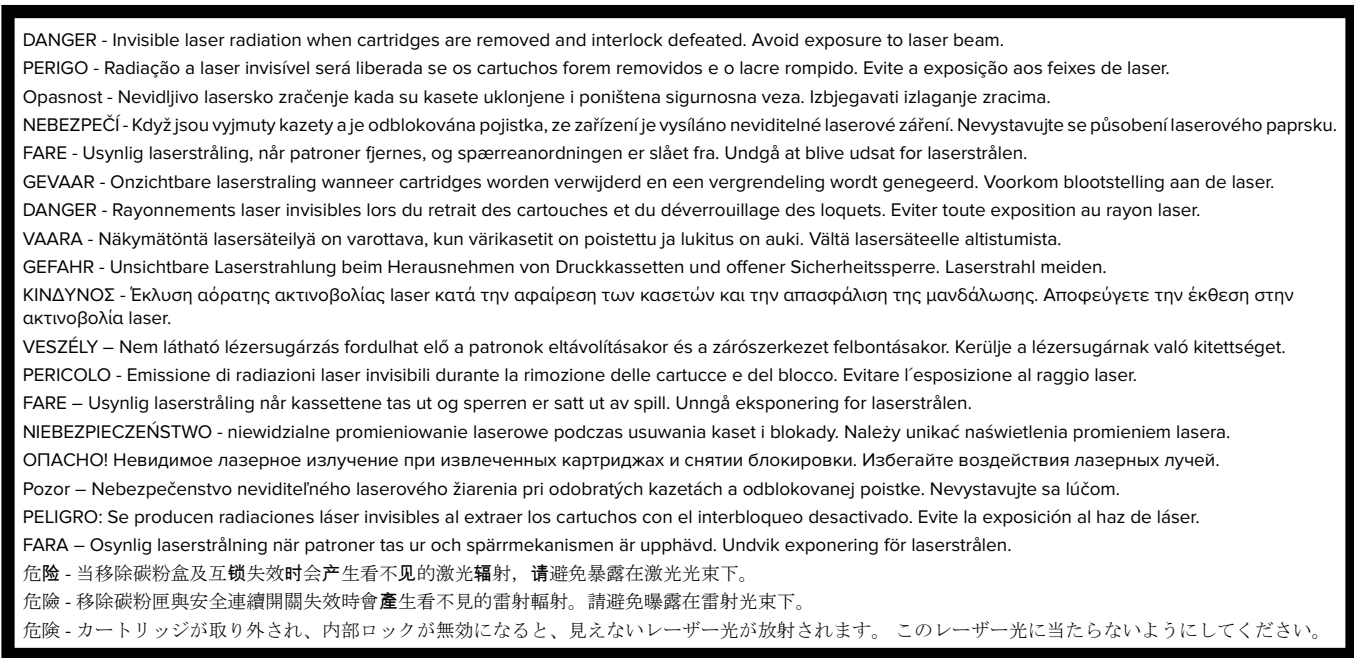 DANGER - Invisible laser radiation when cartridges are removed and interlock defeated. Avoid exposure to laser beam.
PERIGO - Radiação a laser invisível será liberada se os cartuchos forem removidos e o lacre rompido. Evite a exposição aos feixes de laser.
Opasnost - Nevidljivo lasersko zračenje kada su kasete uklonjene i poništena sigurnosna veza. Izbjegavati izlaganje zracima.
NEBEZPEČÍ - Když jsou vyjmuty kazety a je odblokována pojistka, ze zařízení je vysíláno neviditelné laserové záření. Nevystavujte se působení laserového paprsku.
FARE - Usynlig laserstråling, når patroner fjernes, og spærreanordningen er slået fra. Undgå at blive udsat for laserstrålen.
GEVAAR - Onzichtbare laserstraling wanneer cartridges worden verwijderd en een vergrendeling wordt genegeerd. Voorkom blootstelling aan de laser.
DANGER - Rayonnements laser invisibles lors du retrait des cartouches et du déverrouillage des loquets. Eviter toute exposition au rayon laser.
VAARA - Näkymätöntä lasersäteilyä on varottava, kun värikasetit on poistettu ja lukitus on auki. Vältä lasersäteelle altistumista.
GEFAHR - Unsichtbare Laserstrahlung beim Herausnehmen von Druckkassetten und offener Sicherheitssperre. Laserstrahl meiden.
ΚΙΝΔΥΝΟΣ - Έκλυση αόρατης ακτινοβολίας laser κατά την αφαίρεση των κασετών και την απασφάλιση της μανδάλωσης. Αποφεύγετε την έκθεση στην
ακτινοβολία laser.
VESZÉLY – Nem látható lézersugárzás fordulhat elő a patronok eltávolításakor és a zárószerkezet felbontásakor. Kerülje a lézersugárnak való kitettséget.
PERICOLO - Emissione di radiazioni laser invisibili durante la rimozione delle cartucce e del blocco. Evitare l´esposizione al raggio laser.
FARE – Usynlig laserstråling når kassettene tas ut og sperren er satt ut av spill. Unngå eksponering for laserstrålen.
NIEBEZPIECZEŃSTWO - niewidzialne promieniowanie laserowe podczas usuwania kaset i blokady. Należy unikać naświetlenia promieniem lasera.
ОПАСНО! Невидимое лазерное излучение при извлеченных картриджах и снятии блокировки. Избегайте воздействия лазерных лучей.
Pozor – Nebezpečenstvo neviditeľného laserového žiarenia pri odobratých kazetách a odblokovanej poistke. Nevystavujte sa lúčom.
PELIGRO: Se producen radiaciones láser invisibles al extraer los cartuchos con el interbloqueo desactivado. Evite la exposición al haz de láser.
FARA – Osynlig laserstrålning när patroner tas ur och spärrmekanismen är upphävd. Undvik exponering för laserstrålen.
危险 - 当移除碳粉盒及互锁失效时会产生看不见的激光辐射，请避免暴露在激光光束下。
危險 - 移除碳粉匣與安全連續開關失效時會產生看不見的雷射輻射。請避免曝露在雷射光束下。
危険 - カートリッジが取り外され、内部ロックが無効になると、見えないレーザー光が放射されます。 このレーザー光に当たらないようにしてください。